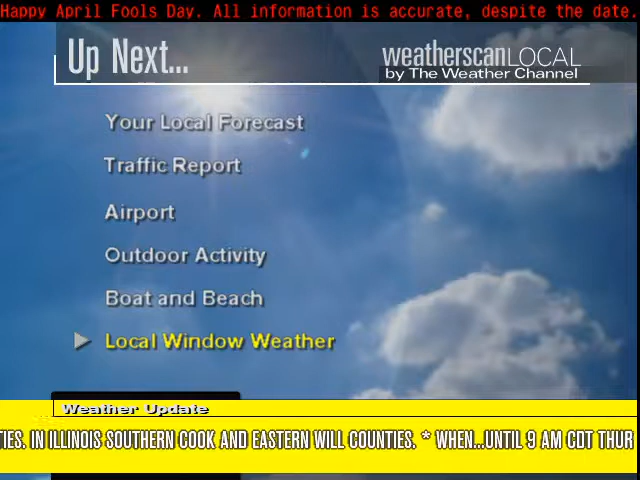 Happy April Fools Day. All information is accurate, despite the date.
Up Next...
weatherscanLOCAL
by The Weather Channel
Your Local Forecast
Traffic Report
Airport
Outdoor Activity
Boat and Beach
Local Window Weather
Weather Update
TIES. IN ILLINOIS SOUTHERN COOK AND EASTERN WILL COUNTIES. * WHEN...UNTIL 9 AM CDT THUR